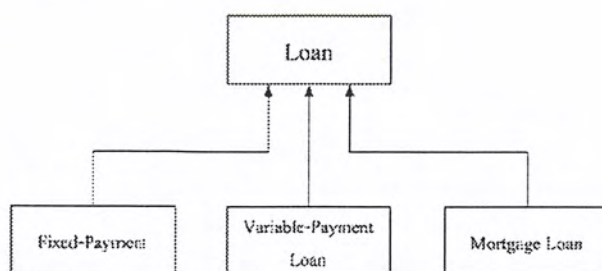 Loan
Fixed-Payment
Variable-Payment
Loan
Mortgage Loan